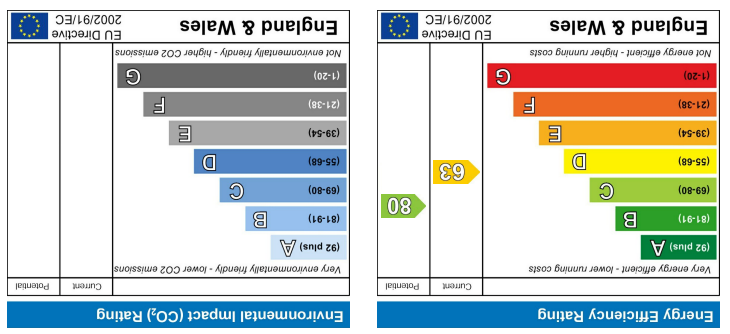 Energy Efficiency Rating
Current Potential
Very energy efficient - lower running costs
(92 plus) A
(81-91) B
(69-80) C
80
(55-68) D
63
(39-54) E
(21-38) F
(1-20) G
Not energy efficient - higher running costs
England & Wales
EU Directive
2002/91/EC
Environmental Impact (CO₂) Rating
Current Potential
Very environmentally friendly - lower CO2 emissions
(92 plus) A
(81-91) B
(69-80) C
(55-68) D
(39-54) E
(21-38) F
(1-20) G
Not environmentally friendly - higher CO2 emissions
England & Wales
EU Directive
2002/91/EC